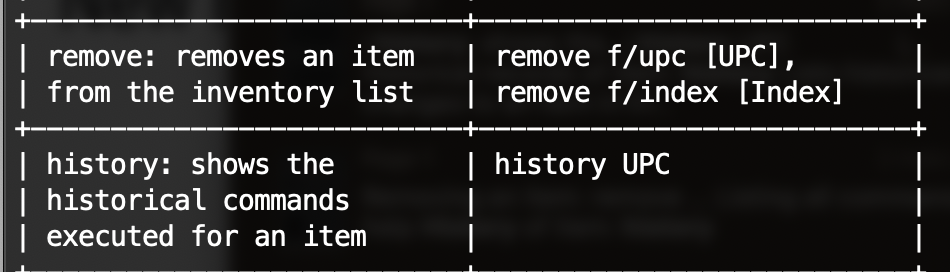 remove: removes an item | remove f/upc [UPC],
from the inventory list | remove f/index [Index]
history: shows the | history UPC
historical commands
executed for an item